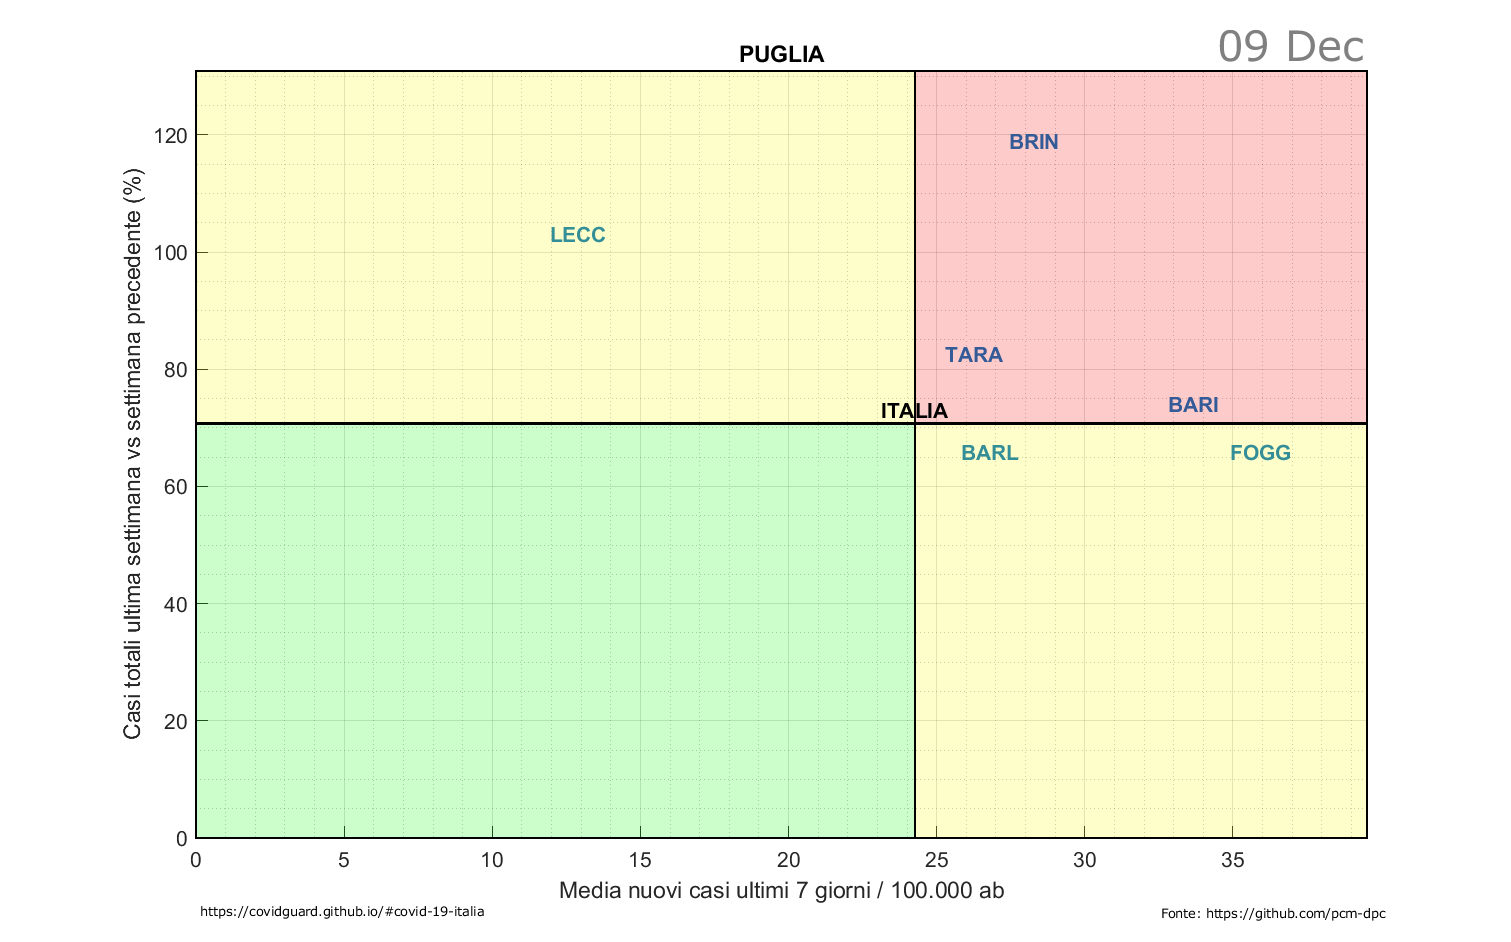 09 Dec
PUGLIA
120
BRIN
LECC
100
80
TARA
BARI
ITALIA
BARL
FOGG
60
40
20
0
Casi totali ultima settimana vs settimana precedente (%)
0 5 10 15 20 25 30 35
Media nuovi casi ultimi 7 giorni / 100.000 ab
https://covidguard.github.io/#covid-19-italia
Fonte: https://github.com/pcm-dpc